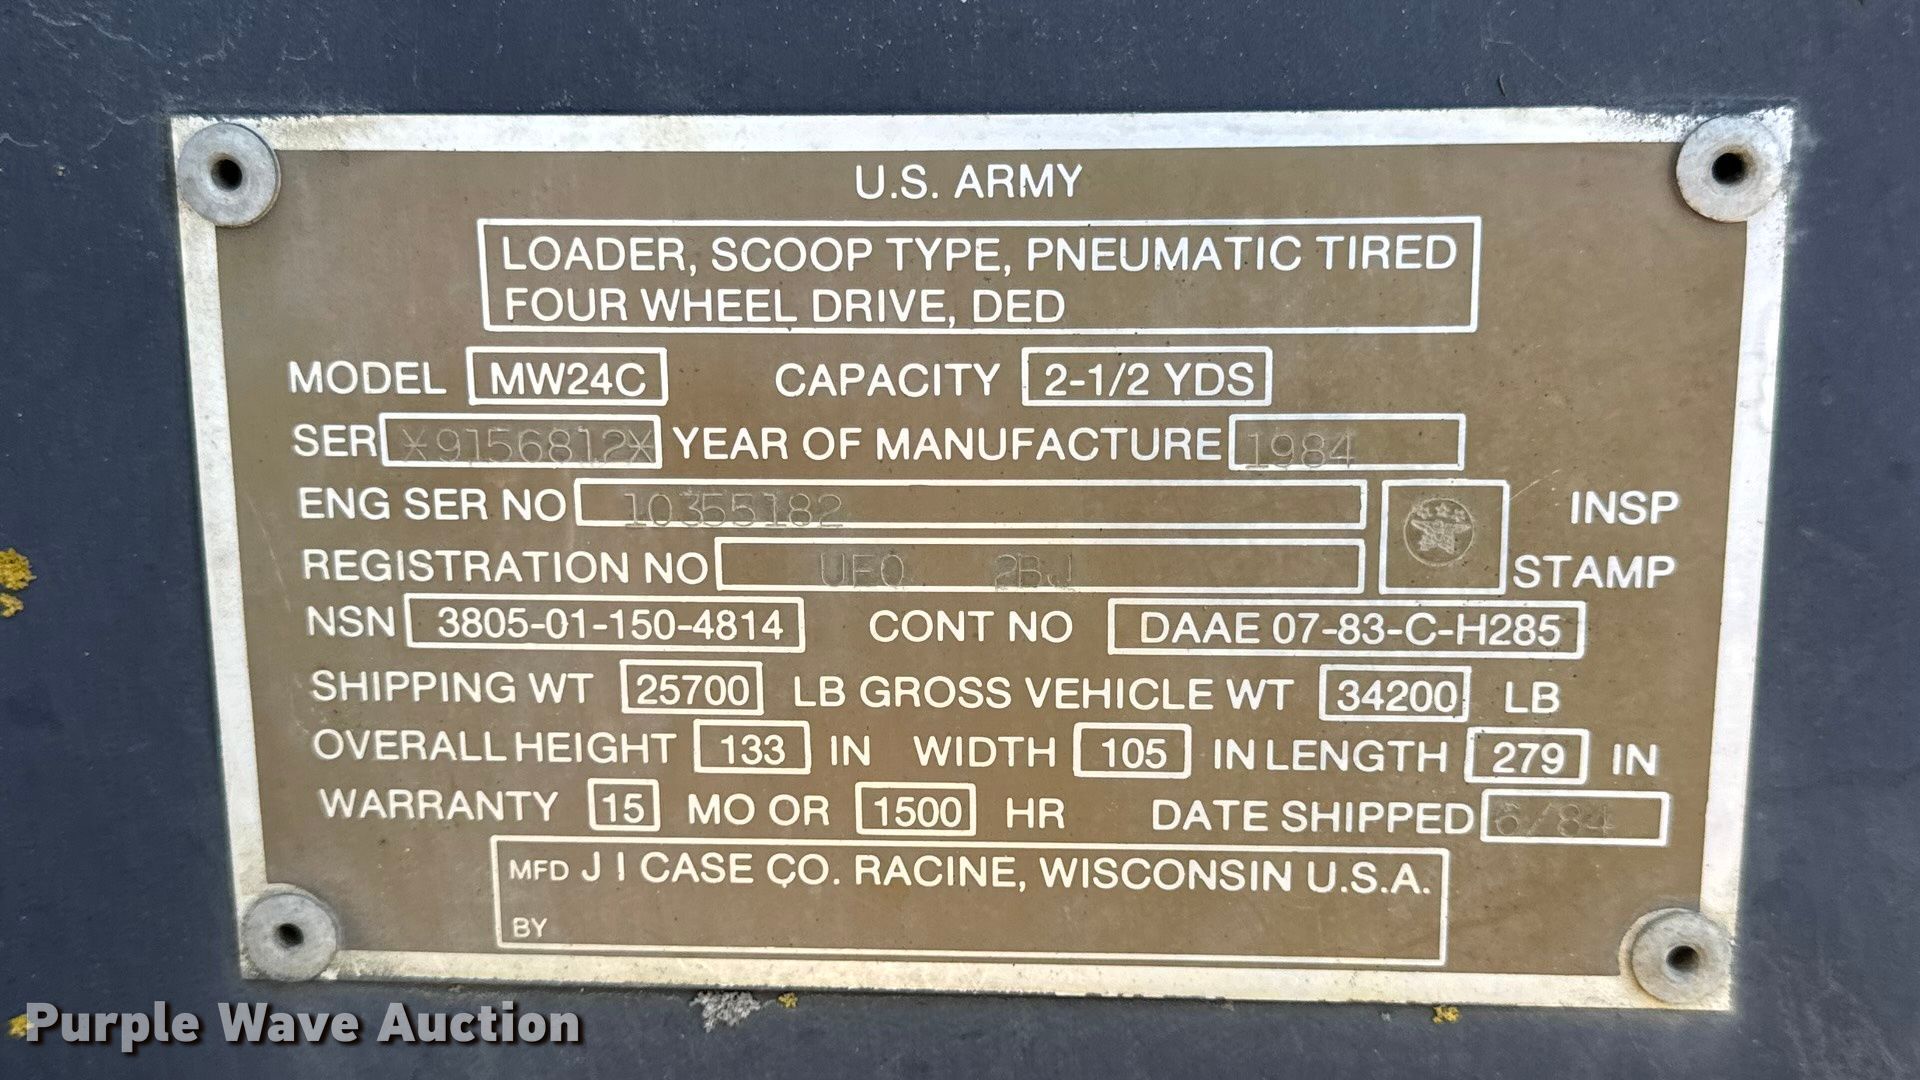 U.S. ARMY
LOADER, SCOOP TYPE, PNEUMATIC TIRED
FOUR WHEEL DRIVE, DED
MODEL MW24C CAPACITY 2-1/2 YDS
SER *9156812* YEAR OF MANUFACTURE 1984
ENG SER NO 10355182 INSP
REGISTRATION NO 2BJ STAMP
NSN 3805-01-150-4814 CONT NO DAAE 07-83-C-H285
SHIPPING WT 25700 LB GROSS VEHICLE WT 34200 LB
OVERALL HEIGHT 133 IN WIDTH 105 IN LENGTH 279 IN
WARRANTY 15 MO OR 1500 HR DATE SHIPPED 6/84
MFD J I CASE CO. RACINE, WISCONSIN U.S.A.
BY
Purple Wave Auction